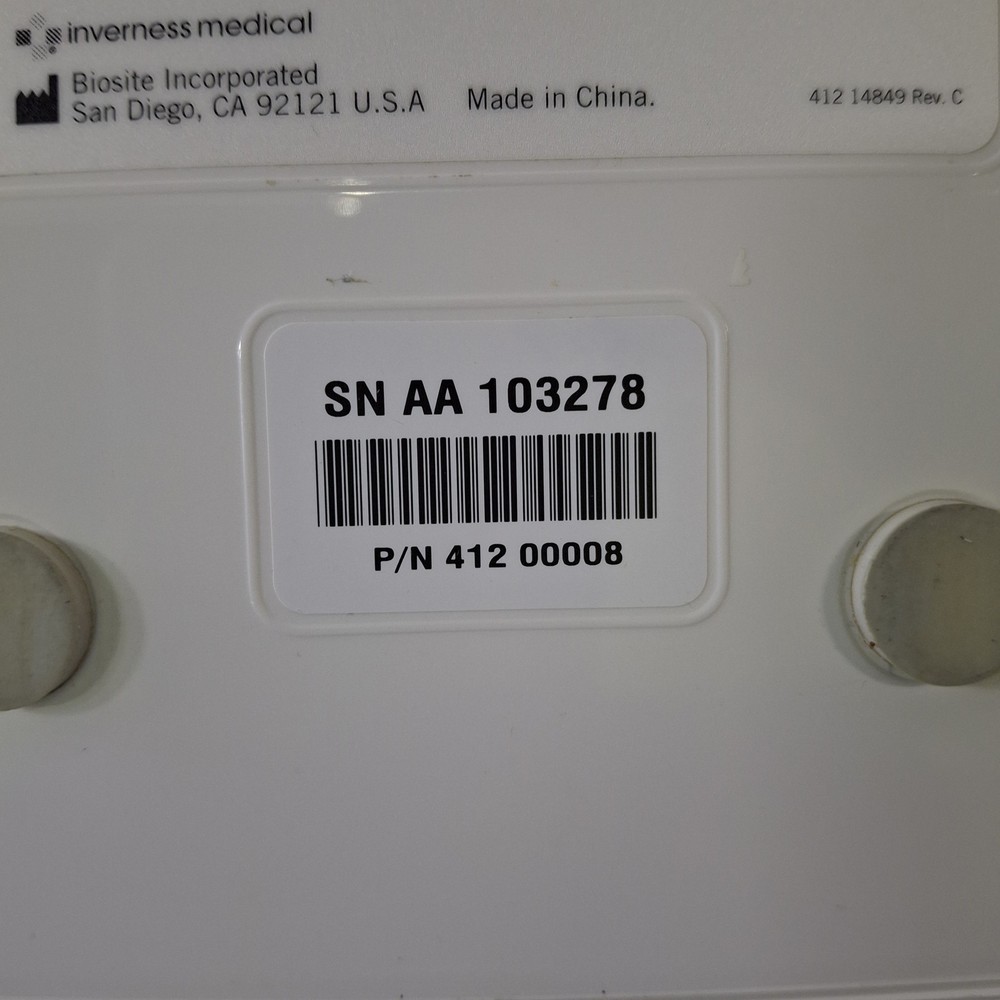 inverness medical
Biosite Incorporated
San Diego, CA 92121 U.S.A Made in China. 412 14849 Rev. C
SN AA 103278
P/N 412 00008